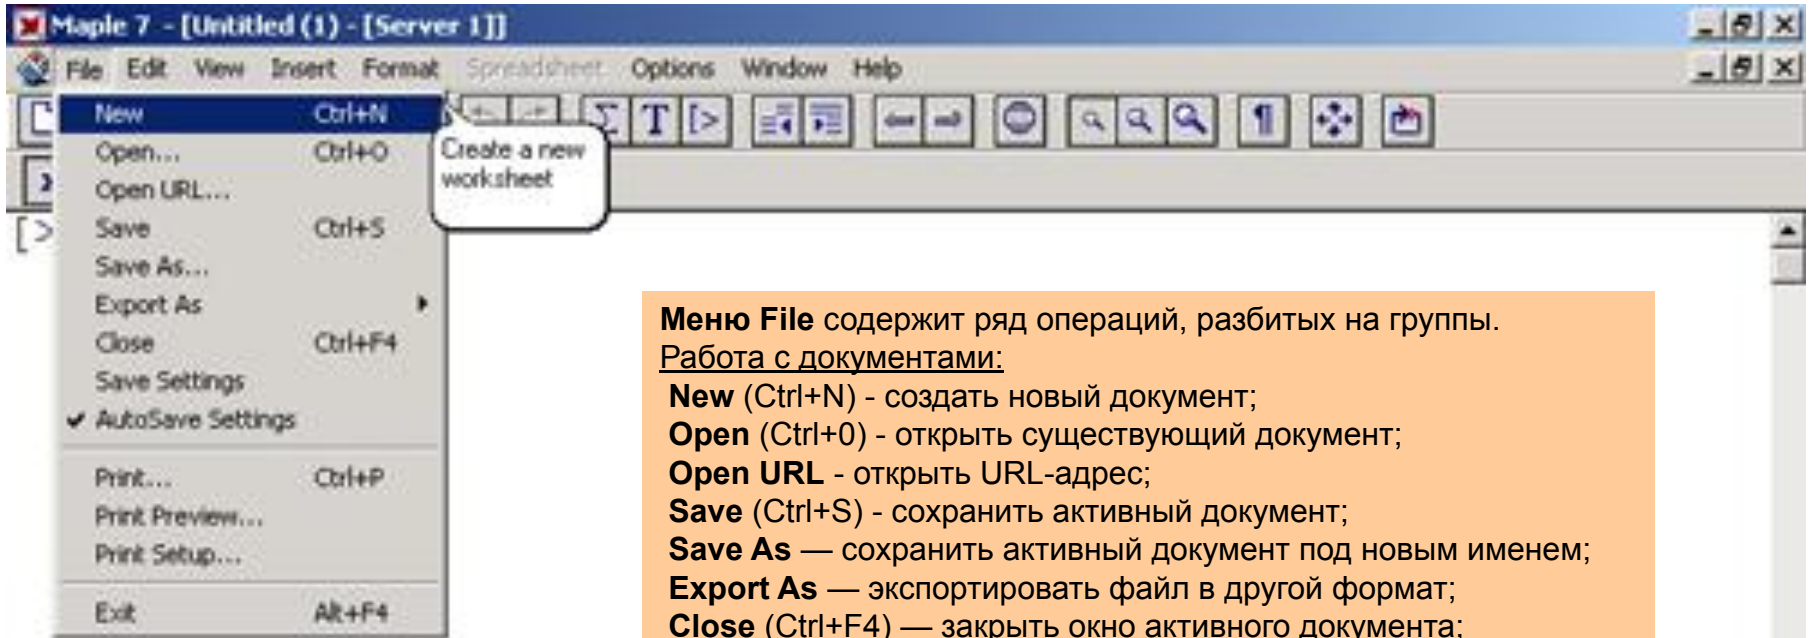 Maple 7 - [Untitled (1) - [Server 1]]
File Edit View Insert Format Spreadsheet Options Window Help
New Ctrl+N
Open... Ctrl+O
Open URL...
Save Ctrl+S
Save As...
Export As
Close Ctrl+F4
Save Settings
AutoSave Settings
Print... Ctrl+P
Print Preview...
Print Setup...
Exit Alt+F4
Create a new
worksheet
[>
Меню File содержит ряд операций, разбитых на группы.
Работа с документами:
New (Ctrl+N) - создать новый документ;
Open (Ctrl+0) - открыть существующий документ;
Open URL - открыть URL-адрес;
Save (Ctrl+S) - сохранить активный документ;
Save As — сохранить активный документ под новым именем;
Export As — экспортировать файл в другой формат;
Close (Ctrl+F4) — закрыть окно активного документа;